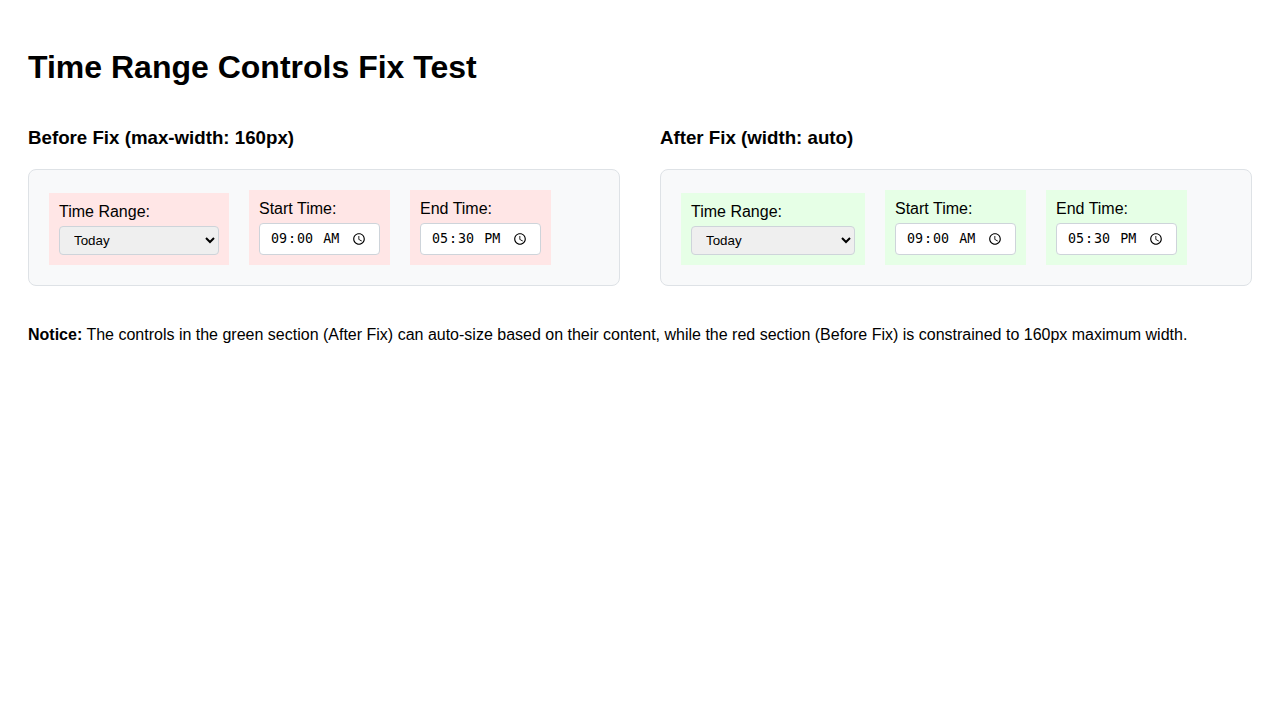 Time Range Controls Fix Test
Before Fix (max-width: 160px)
Time Range:
Today
Start Time:
09:00 AM
End Time:
05:30 PM
After Fix (width: auto)
Time Range:
Today
Start Time:
09:00 AM
End Time:
05:30 PM
Notice: The controls in the green section (After Fix) can auto-size based on their content, while the red section (Before Fix) is constrained to 160px maximum width.